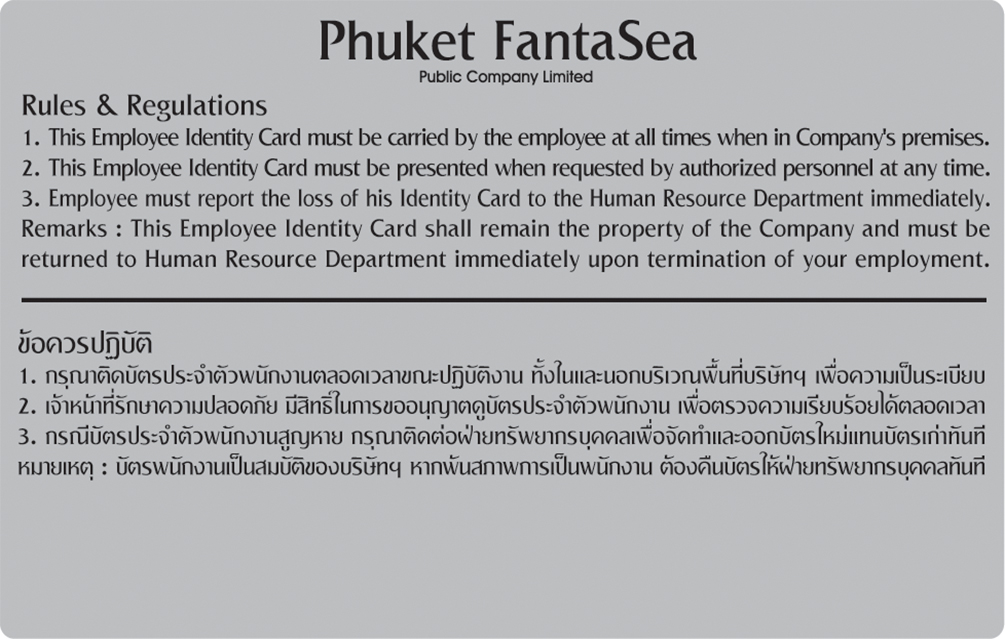 Phuket FantaSea
Public Company Limited
Rules & Regulations
1. This Employee Identity Card must be carried by the employee at all times when in Company's premises.
2. This Employee Identity Card must be presented when requested by authorized personnel at any time.
3. Employee must report the loss of his Identity Card to the Human Resource Department immediately.
Remarks : This Employee Identity Card shall remain the property of the Company and must be
returned to Human Resource Department immediately upon termination of your employment.
ข้อควรปฏิบัติ
1. กรุณาติดบัตรประจำตัวพนักงานตลอดเวลาขณะปฏิบัติงาน ทั้งในและนอกบริเวณพื้นที่บริษัทฯ เพื่อความเป็นระเบียบ
2. เจ้าหน้าที่รักษาความปลอดภัย มีสิทธิ์ในการขออนุญาตดูบัตรประจำตัวพนักงาน เพื่อตรวจความเรียบร้อยได้ตลอดเวลา
3. กรณีบัตรประจำตัวพนักงานสูญหาย กรุณาติดต่อฝ่ายทรัพยากรบุคคลเพื่อจัดทำและออกบัตรใหม่แทนบัตรเก่าทันที
หมายเหตุ : บัตรพนักงานเป็นสมบัติของบริษัทฯ หากพ้นสภาพการเป็นพนักงาน ต้องคืนบัตรให้ฝ่ายทรัพยากรบุคคลทันที